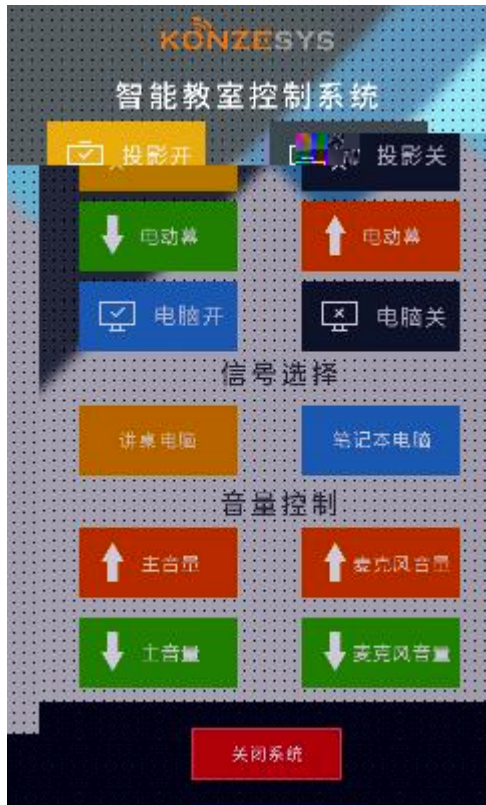 KONZESYS
智能教室控制系统
投影开 投影关
电动幕 电动幕
电脑开 电脑关
信号选择
讲桌电脑 笔记本电脑
音量控制
主音量 麦克风音量
主音量 麦克风音量
关闭系统